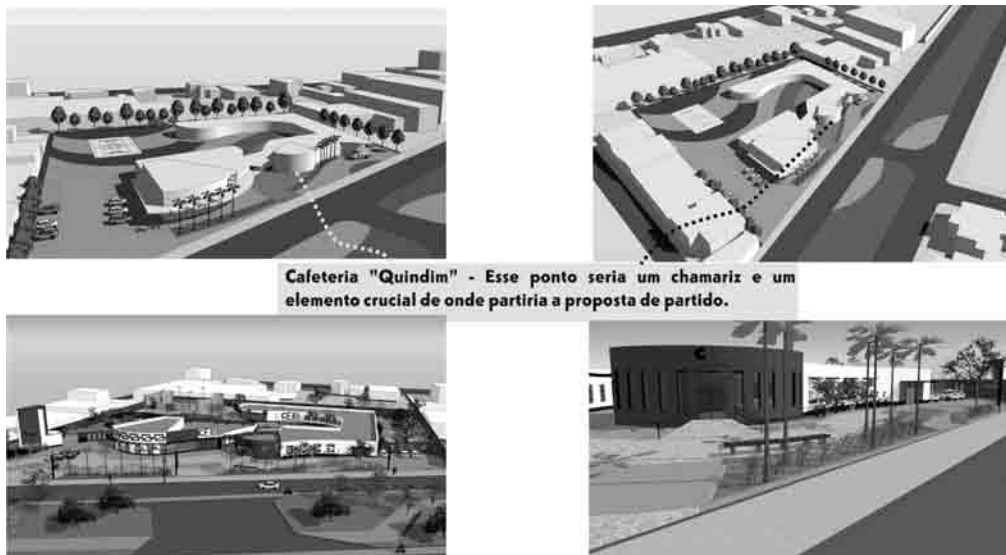 Cafeteria "Quindim" - Esse ponto seria um chamariz e um
elemento crucial de onde partiria a proposta de partido.